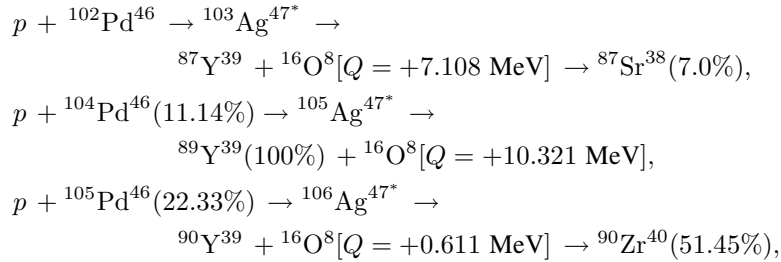 p + ¹⁰²Pd⁴⁶ → ¹⁰³Ag⁴⁷* →
⁸⁷Y³⁹ + ¹⁶O⁸[Q = +7.108 MeV] → ⁸⁷Sr³⁸(7.0%),
p + ¹⁰⁴Pd⁴⁶(11.14%) → ¹⁰⁵Ag⁴⁷* →
⁸⁹Y³⁹(100%) + ¹⁶O⁸[Q = +10.321 MeV],
p + ¹⁰⁵Pd⁴⁶(22.33%) → ¹⁰⁶Ag⁴⁷* →
⁹⁰Y³⁹ + ¹⁶O⁸[Q = +0.611 MeV] → ⁹⁰Zr⁴⁰(51.45%),